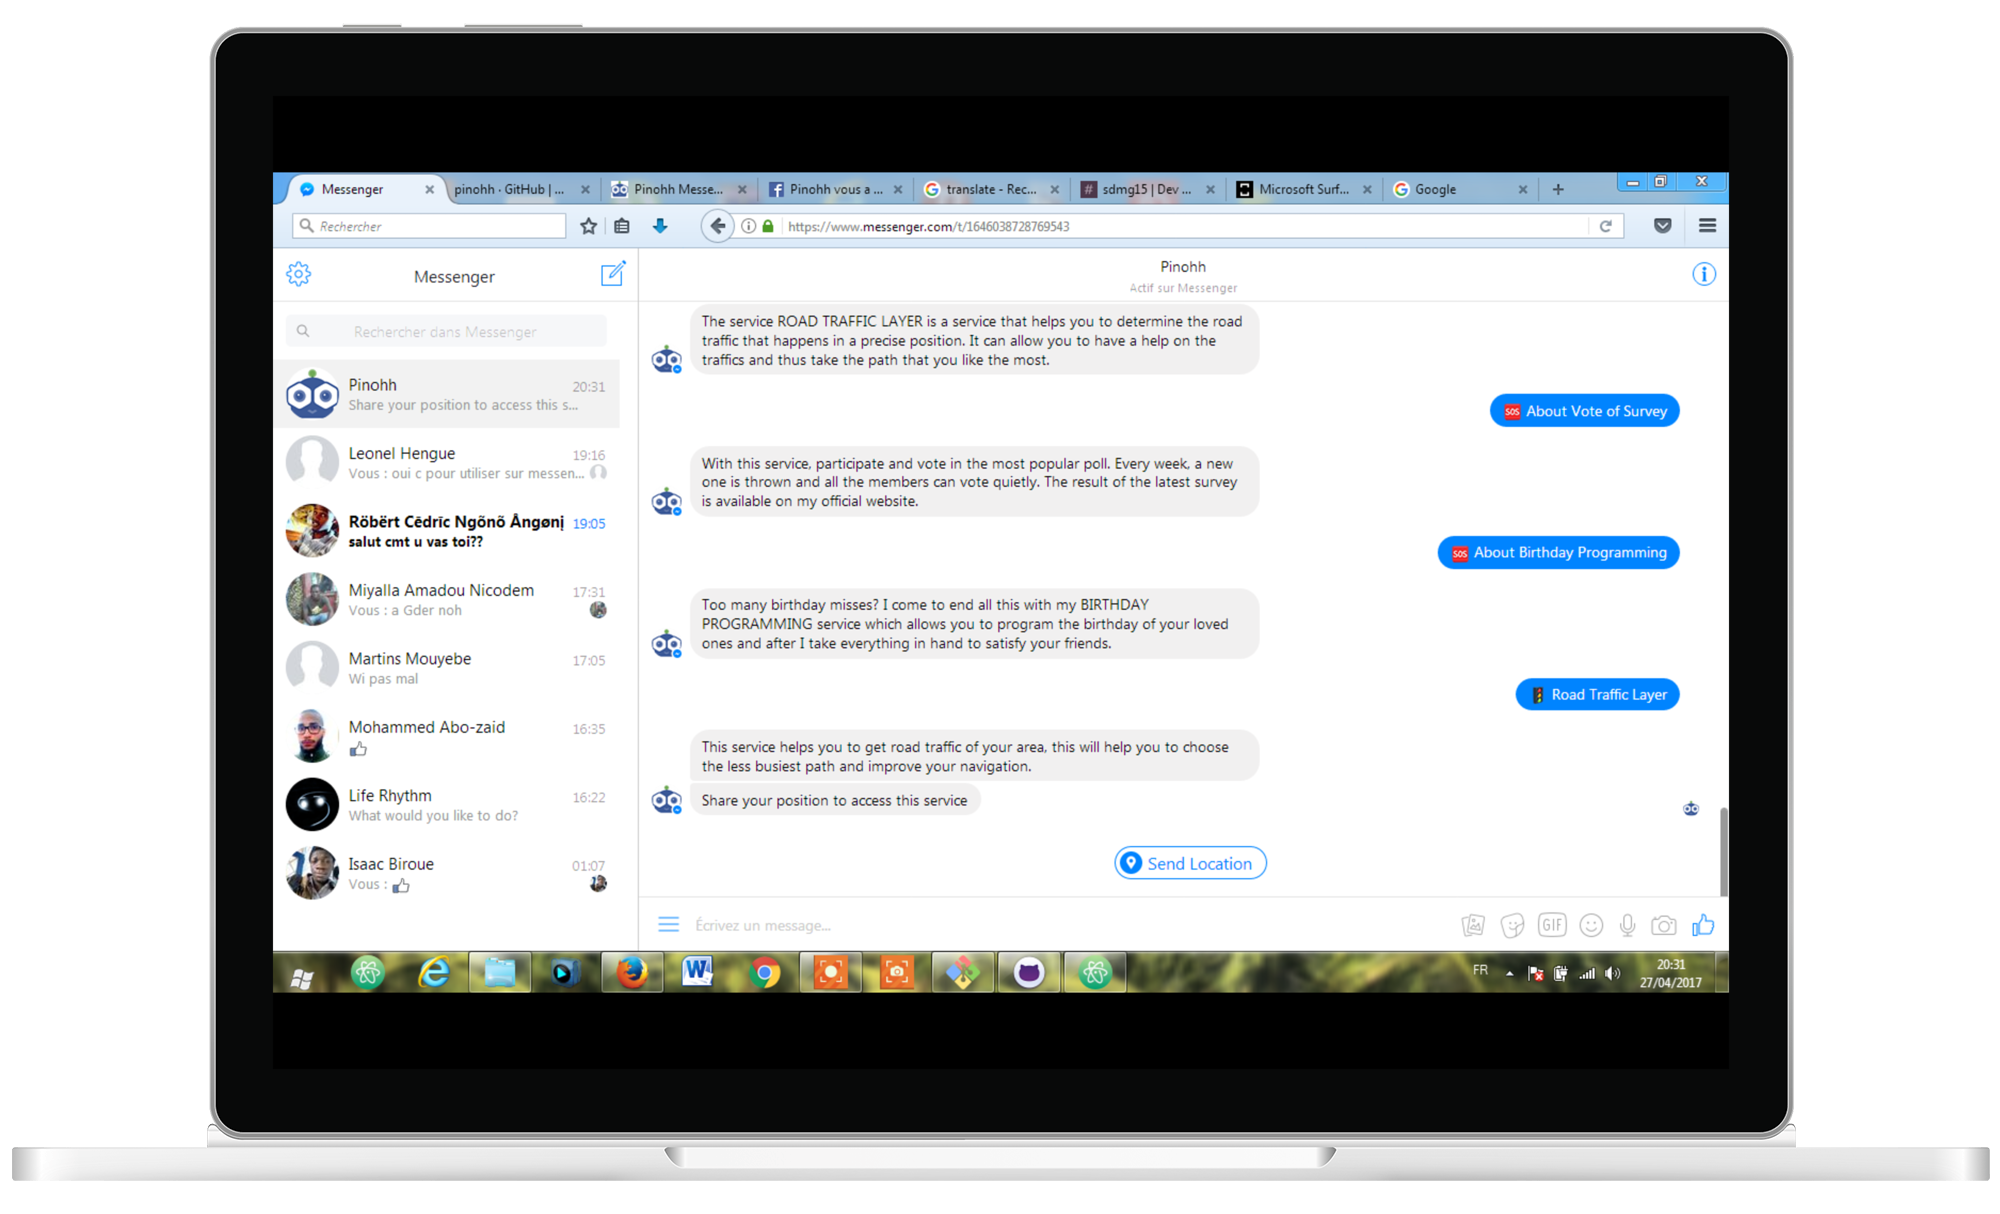 Messenger
pinohh · GitHub | ...
Pinohh Messe...
Pinohh vous a ...
translate - Rec...
sdmg15 | Dev ...
Microsoft Surf...
Google
Rechercher
https://www.messenger.com/t/1646038728769543
Messenger
Rechercher dans Messenger
Pinohh 20:31
Share your position to access this s...
Leonel Hengue 19:16
Vous : oui c pour utiliser sur messen...
Röbërt Cēdrīc Ngõnõ Ångønį 19:05
salut cmt u vas toi??
Miyalla Amadou Nicodem 17:31
Vous : a Gder noh
Martins Mouyebe 17:05
Wi pas mal
Mohammed Abo-zaid 16:35
Life Rhythm 16:22
What would you like to do?
Isaac Biroue 01:07
Vous :
Pinohh
Actif sur Messenger
The service ROAD TRAFFIC LAYER is a service that helps you to determine the road
traffic that happens in a precise position. It can allow you to have a help on the
traffics and thus take the path that you like the most.
SOS About Vote of Survey
With this service, participate and vote in the most popular poll. Every week, a new
one is thrown and all the members can vote quietly. The result of the latest survey
is available on my official website.
SOS About Birthday Programming
Too many birthday misses? I come to end all this with my BIRTHDAY
PROGRAMMING service which allows you to program the birthday of your loved
ones and after I take everything in hand to satisfy your friends.
Road Traffic Layer
This service helps you to get road traffic of your area, this will help you to choose
the less busiest path and improve your navigation.
Share your position to access this service
Send Location
Écrivez un message...
GIF
FR
20:31
27/04/2017